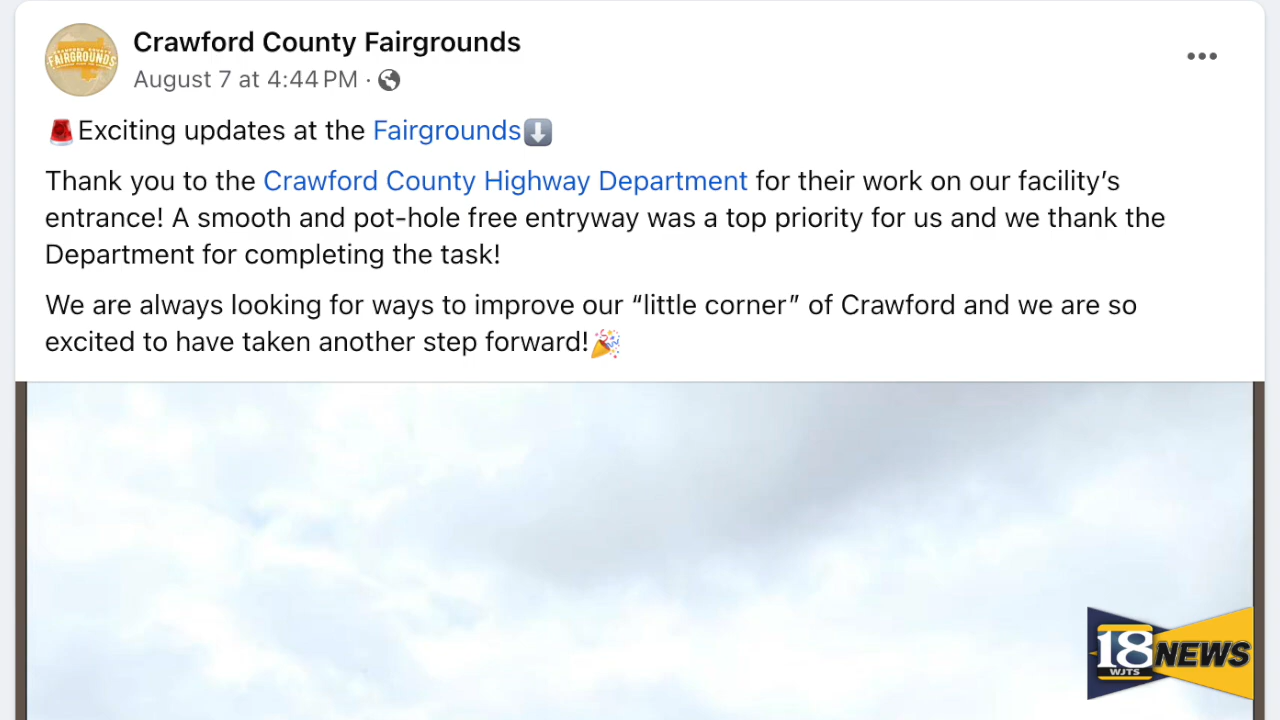 Crawford County Fairgrounds
August 7 at 4:44 PM ·
🚨Exciting updates at the Fairgrounds⬇️
Thank you to the Crawford County Highway Department for their work on our facility’s
entrance! A smooth and pot-hole free entryway was a top priority for us and we thank the
Department for completing the task!
We are always looking for ways to improve our “little corner” of Crawford and we are so
excited to have taken another step forward!🎉
FAIRGROUNDS
18 NEWS
WJTS